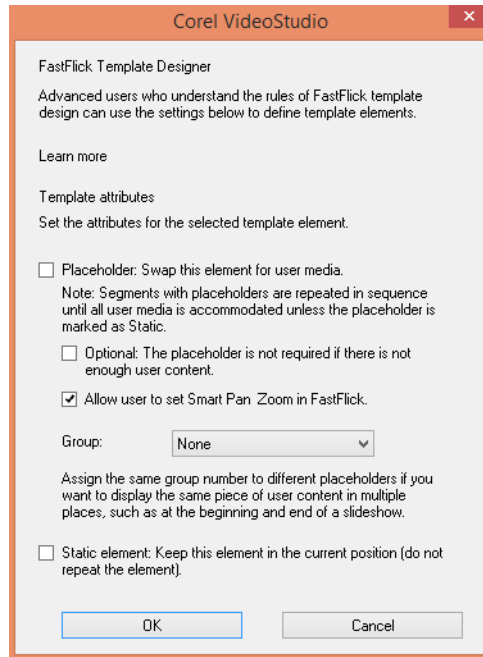 Corel VideoStudio
FastFlick Template Designer
Advanced users who understand the rules of FastFlick template
design can use the settings below to define template elements.
Learn more
Template attributes
Set the attributes for the selected template element.
Placeholder: Swap this element for user media.
Note: Segments with placeholders are repeated in sequence
until all user media is accommodated unless the placeholder is
marked as Static.
Optional: The placeholder is not required if there is not
enough user content.
Allow user to set Smart Pan Zoom in FastFlick.
Group: None
Assign the same group number to different placeholders if you
want to display the same piece of user content in multiple
places, such as at the beginning and end of a slideshow.
Static element: Keep this element in the current position (do not
repeat the element).
OK Cancel